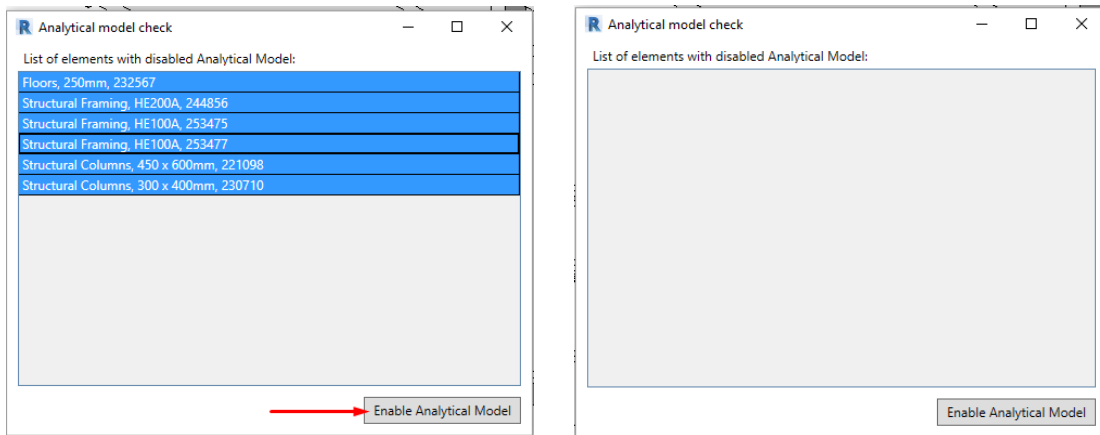 Analytical model check
List of elements with disabled Analytical Model:
Floors, 250mm, 232567
Structural Framing, HE200A, 244856
Structural Framing, HE100A, 253475
Structural Framing, HE100A, 253477
Structural Columns, 450 x 600mm, 221098
Structural Columns, 300 x 400mm, 230710
Enable Analytical Model
Analytical model check
List of elements with disabled Analytical Model:
Enable Analytical Model